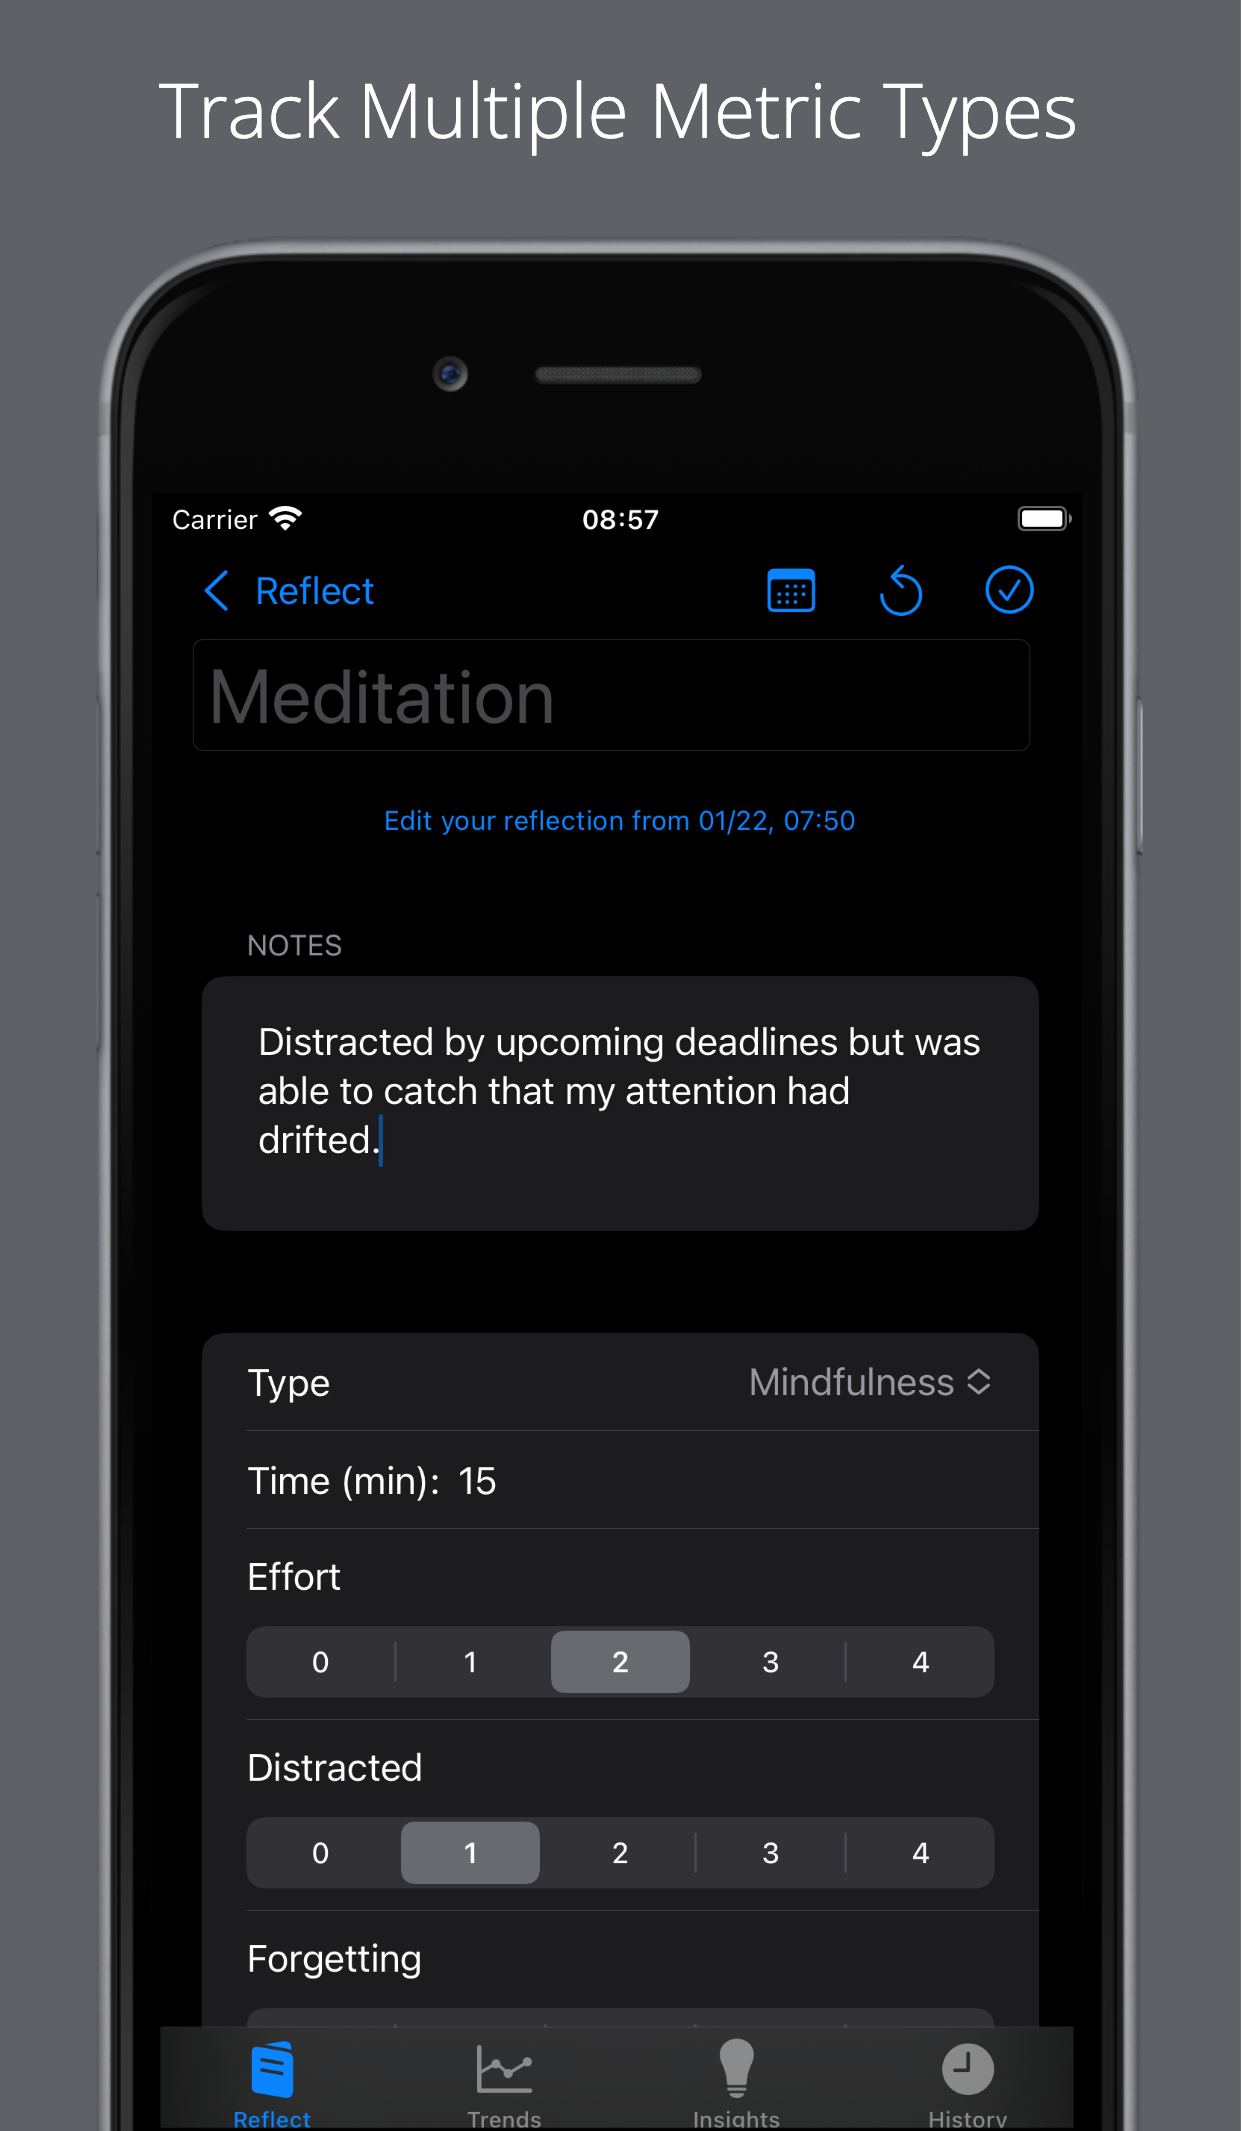 Track Multiple Metric Types
Carrier 08:57
Reflect
Meditation
Edit your reflection from 01/22, 07:50
NOTES
Distracted by upcoming deadlines but was
able to catch that my attention had
drifted.
Type Mindfulness
Time (min): 15
Effort
0 1 2 3 4
Distracted
0 1 2 3 4
Forgetting
Reflect Trends Insights History